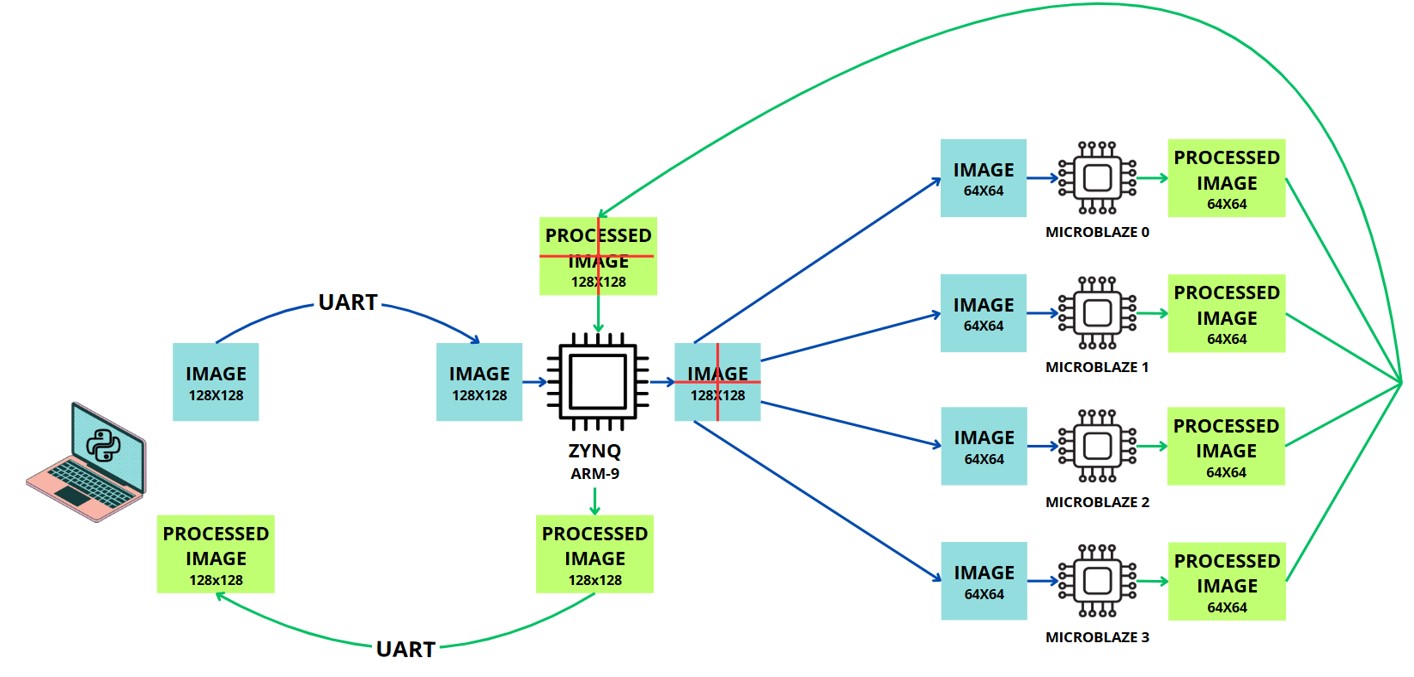 UART
IMAGE
128X128
IMAGE
128X128
ZYNQ
ARM-9
PROCESSED
IMAGE
128X128
IMAGE
128X128
IMAGE
64X64
MICROBLAZE 0
PROCESSED
IMAGE
64X64
IMAGE
64X64
MICROBLAZE 1
PROCESSED
IMAGE
64X64
IMAGE
64X64
MICROBLAZE 2
PROCESSED
IMAGE
64X64
IMAGE
64X64
MICROBLAZE 3
PROCESSED
IMAGE
64X64
PROCESSED
IMAGE
128x128
PROCESSED
IMAGE
128x128
UART